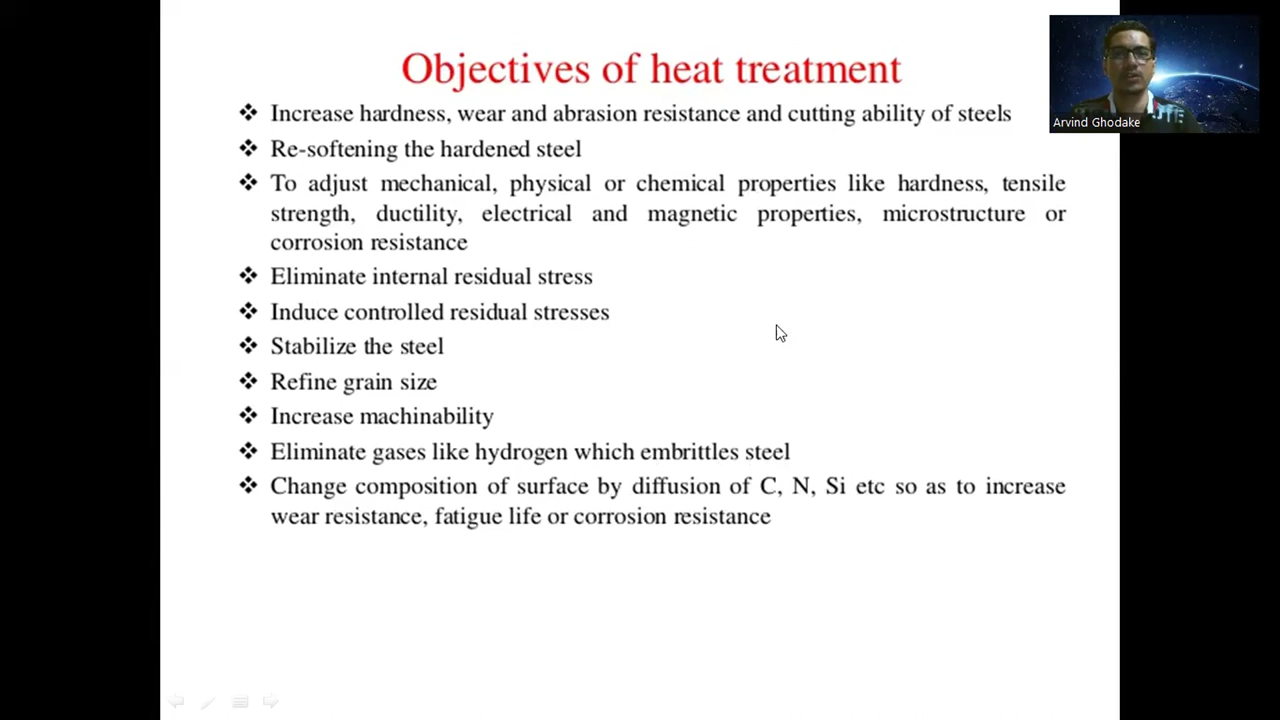 Objectives of heat treatment
Arvind Ghodake
❖ Increase hardness, wear and abrasion resistance and cutting ability of steels
❖ Re-softening the hardened steel
❖ To adjust mechanical, physical or chemical properties like hardness, tensile
strength, ductility, electrical and magnetic properties, microstructure or
corrosion resistance
❖ Eliminate internal residual stress
❖ Induce controlled residual stresses
❖ Stabilize the steel
❖ Refine grain size
❖ Increase machinability
❖ Eliminate gases like hydrogen which embrittles steel
❖ Change composition of surface by diffusion of C, N, Si etc so as to increase
wear resistance, fatigue life or corrosion resistance